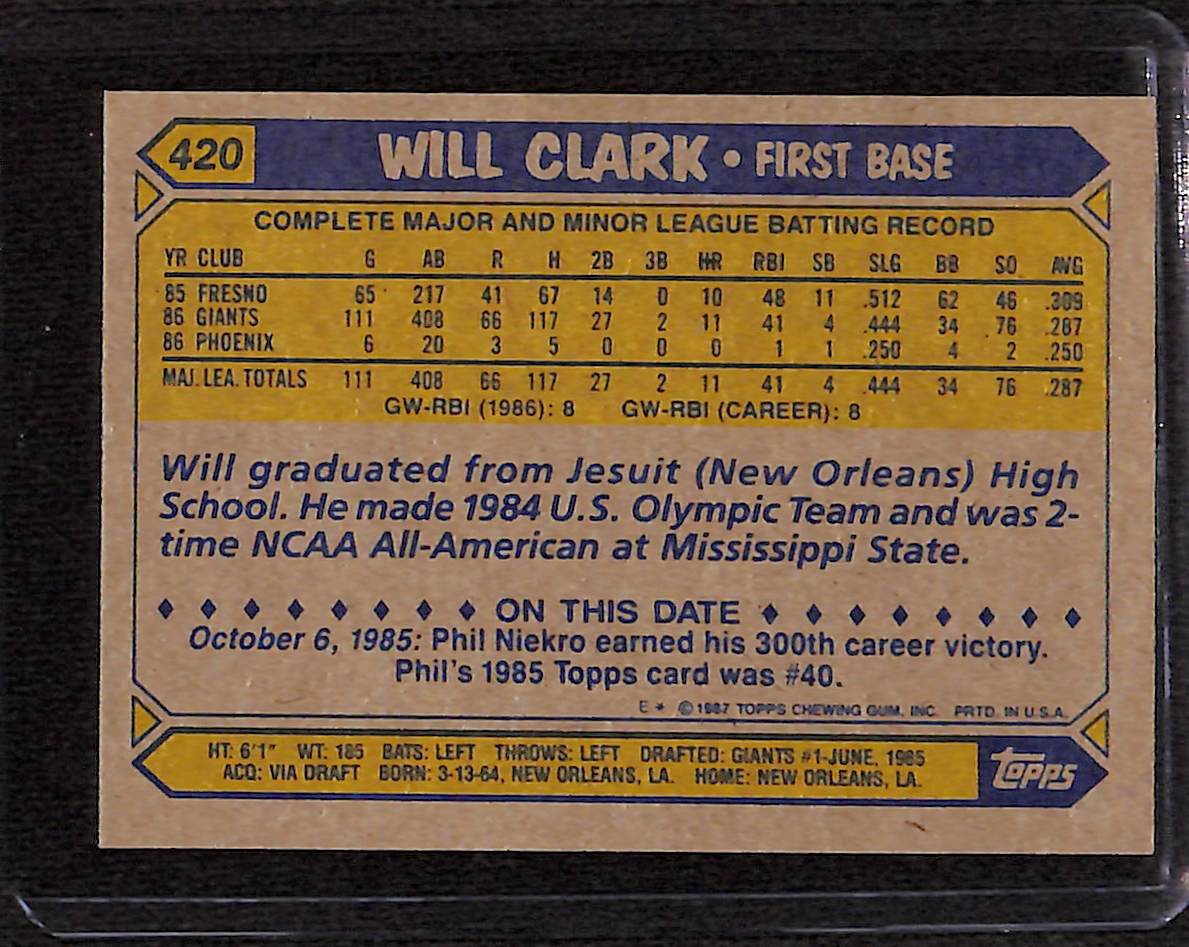 420 WILL CLARK • FIRST BASE
COMPLETE MAJOR AND MINOR LEAGUE BATTING RECORD
YR CLUB G AB R H 2B 3B HR RBI SB SLG BB SO AVG
85 FRESNO 65 217 41 67 14 0 10 48 11 .512 62 46 .309
86 GIANTS 111 408 66 117 27 2 11 41 4 .444 34 76 .287
86 PHOENIX 6 20 3 5 0 0 0 1 1 .250 4 2 .250
MAJ. LEA. TOTALS 111 408 66 117 27 2 11 41 4 .444 34 76 .287
GW-RBI (1986): 8 GW-RBI (CAREER): 8
Will graduated from Jesuit (New Orleans) High
School. He made 1984 U.S. Olympic Team and was 2-
time NCAA All-American at Mississippi State.
ON THIS DATE
October 6, 1985: Phil Niekro earned his 300th career victory.
Phil's 1985 Topps card was #40.
E * © 1987 TOPPS CHEWING GUM, INC. PRTD. IN U.S.A.
HT: 6'1" WT: 185 BATS: LEFT THROWS: LEFT DRAFTED: GIANTS #1-JUNE, 1985
ACQ: VIA DRAFT BORN: 3-13-64, NEW ORLEANS, LA. HOME: NEW ORLEANS, LA.
Topps